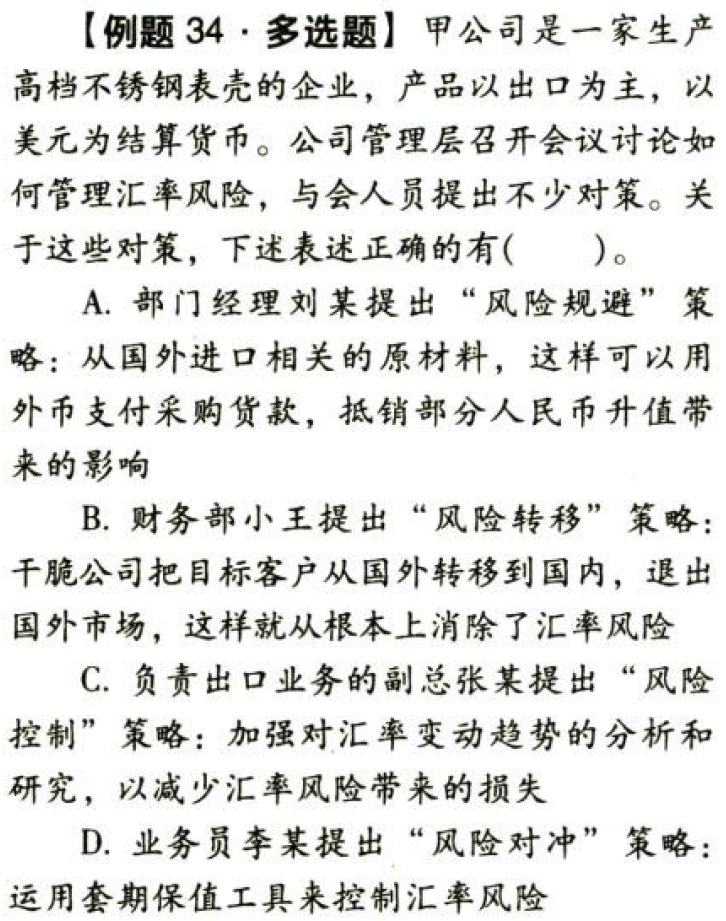 【例题 34·多选题】甲公司是一家生产
高档不锈钢表壳的企业，产品以出口为主，以
美元为结算货币。公司管理层召开会议讨论如
何管理汇率风险，与会人员提出不少对策。关
于这些对策，下述表述正确的有(　　)。
A. 部门经理刘某提出“风险规避”策
略：从国外进口相关的原材料，这样可以用
外币支付采购货款，抵销部分人民币升值带
来的影响
B. 财务部小王提出“风险转移”策略：
干脆公司把目标客户从国外转移到国内，退出
国外市场，这样就从根本上消除了汇率风险
C. 负责出口业务的副总张某提出“风险
控制”策略：加强对汇率变动趋势的分析和
研究，以减少汇率风险带来的损失
D. 业务员李某提出“风险对冲”策略：
运用套期保值工具来控制汇率风险